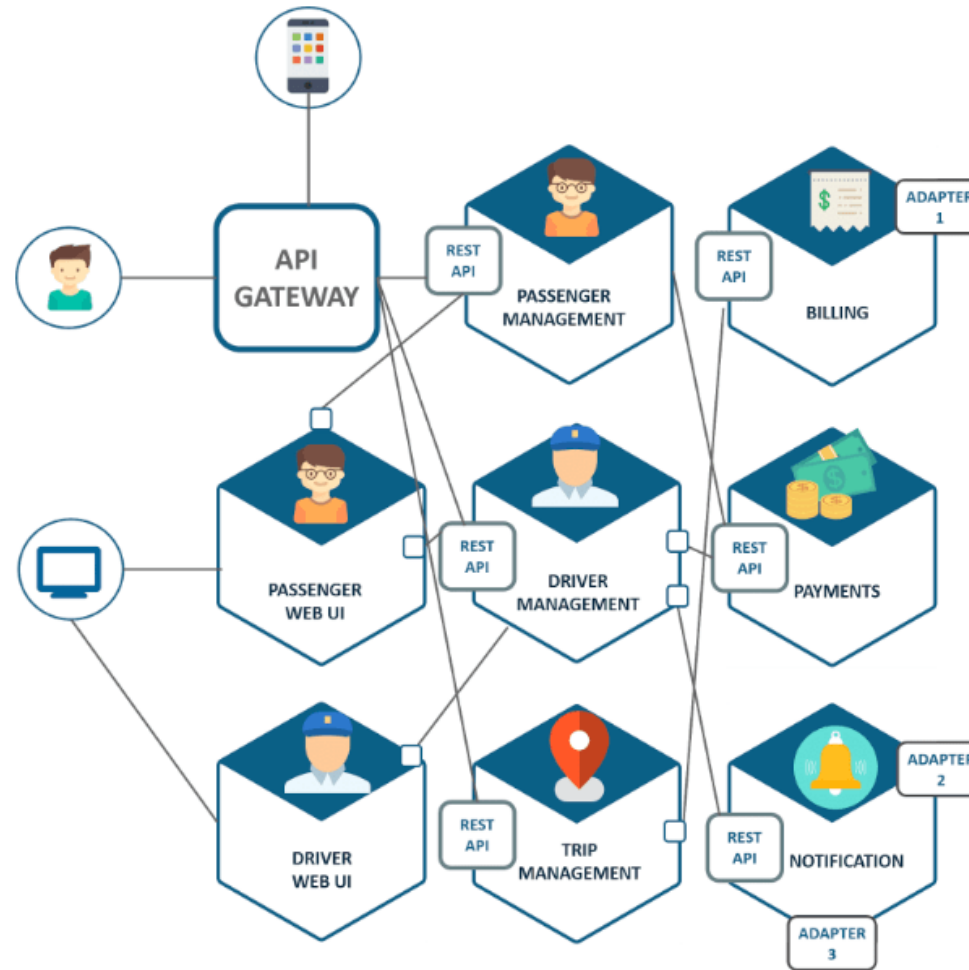 API
GATEWAY
REST
API
PASSENGER
MANAGEMENT
REST
API
BILLING
ADAPTER
1
PASSENGER
WEB UI
REST
API
DRIVER
MANAGEMENT
REST
API
PAYMENTS
DRIVER
WEB UI
REST
API
TRIP
MANAGEMENT
REST
API
NOTIFICATION
ADAPTER
2
ADAPTER
3